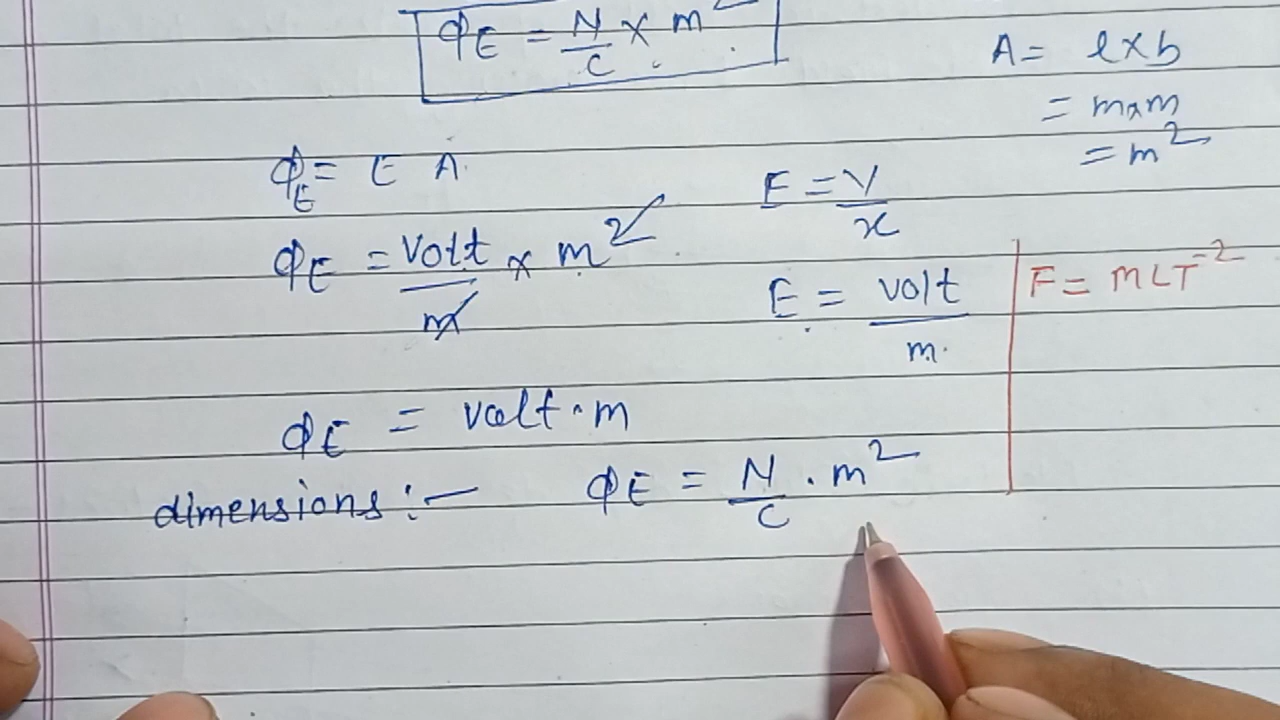 ϕE = N/C × m²
A = l×b
= m×m
= m²
ϕE = E A
E = V/x
ϕE = Volt/m × m²
E = volt/m
F = MLT⁻²
ϕE = volt·m
dimensions :— ϕE = N/C · m²